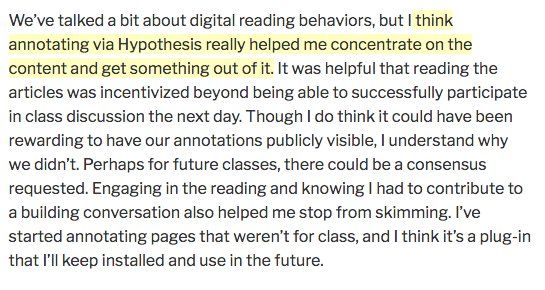 We've talked a bit about digital reading behaviors, but I think
annotating via Hypothesis really helped me concentrate on the
content and get something out of it. It was helpful that reading the
articles was incentivized beyond being able to successfully participate
in class discussion the next day. Though I do think it could have been
rewarding to have our annotations publicly visible, I understand why
we didn't. Perhaps for future classes, there could be a consensus
requested. Engaging in the reading and knowing I had to contribute to
a building conversation also helped me stop from skimming. I've
started annotating pages that weren't for class, and I think it's a plug-in
that I'll keep installed and use in the future.